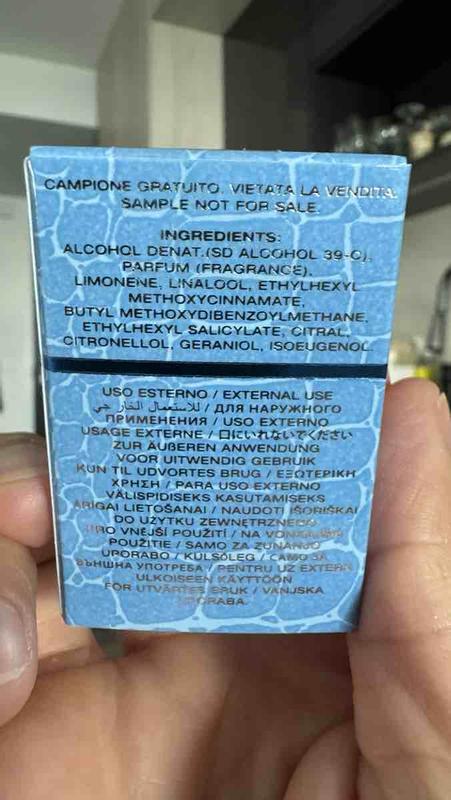 CAMPIONE GRATUITO. VIETATA LA VENDITA.
SAMPLE NOT FOR SALE.
INGREDIENTS:
ALCOHOL DENAT.(SD ALCOHOL 39-C),
PARFUM (FRAGRANCE),
LIMONENE, LINALOOL, ETHYLHEXYL
METHOXYCINNAMATE,
BUTYL METHOXYDIBENZOYLMETHANE,
ETHYLHEXYL SALICYLATE, CITRAL,
CITRONELLOL, GERANIOL, ISOEUGENOL.
USO ESTERNO / EXTERNAL USE
للاستعمال الخارجي / ДЛЯ НАРУЖНОГО
ПРИМЕНЕНИЯ / USO EXTERNO
USAGE EXTERNE / 口にいれないでください
ZUR ÄUßEREN ANWENDUNG
VOOR UITWENDIG GEBRUIK
KUN TIL UDVORTES BRUG / ΕΞΩΤΕΡΙΚΗ
ΧΡΗΣΗ / PARA USO EXTERNO
VÄLISPIDISEKS KASUTAMISEKS
ĀRĪGAI LIETOŠANAI / NAUDOTI IŠORIŠKAI
DO UŻYTKU ZEWNĘTRZNEGO
PRO VNĚJŠÍ POUŽITÍ / NA VONKAJŠIE
POUŽITIE / SAMO ZA ZUNANJO
UPORABO / KÜLSŐLEG / САМО ЗА
ВЪНШНА УПОТРЕБА / PENTRU UZ EXTERN
ULKOISEEN KÄYTTÖÖN
FÖR UTVÄRTES BRUK / VANJSKA
UPORABA.